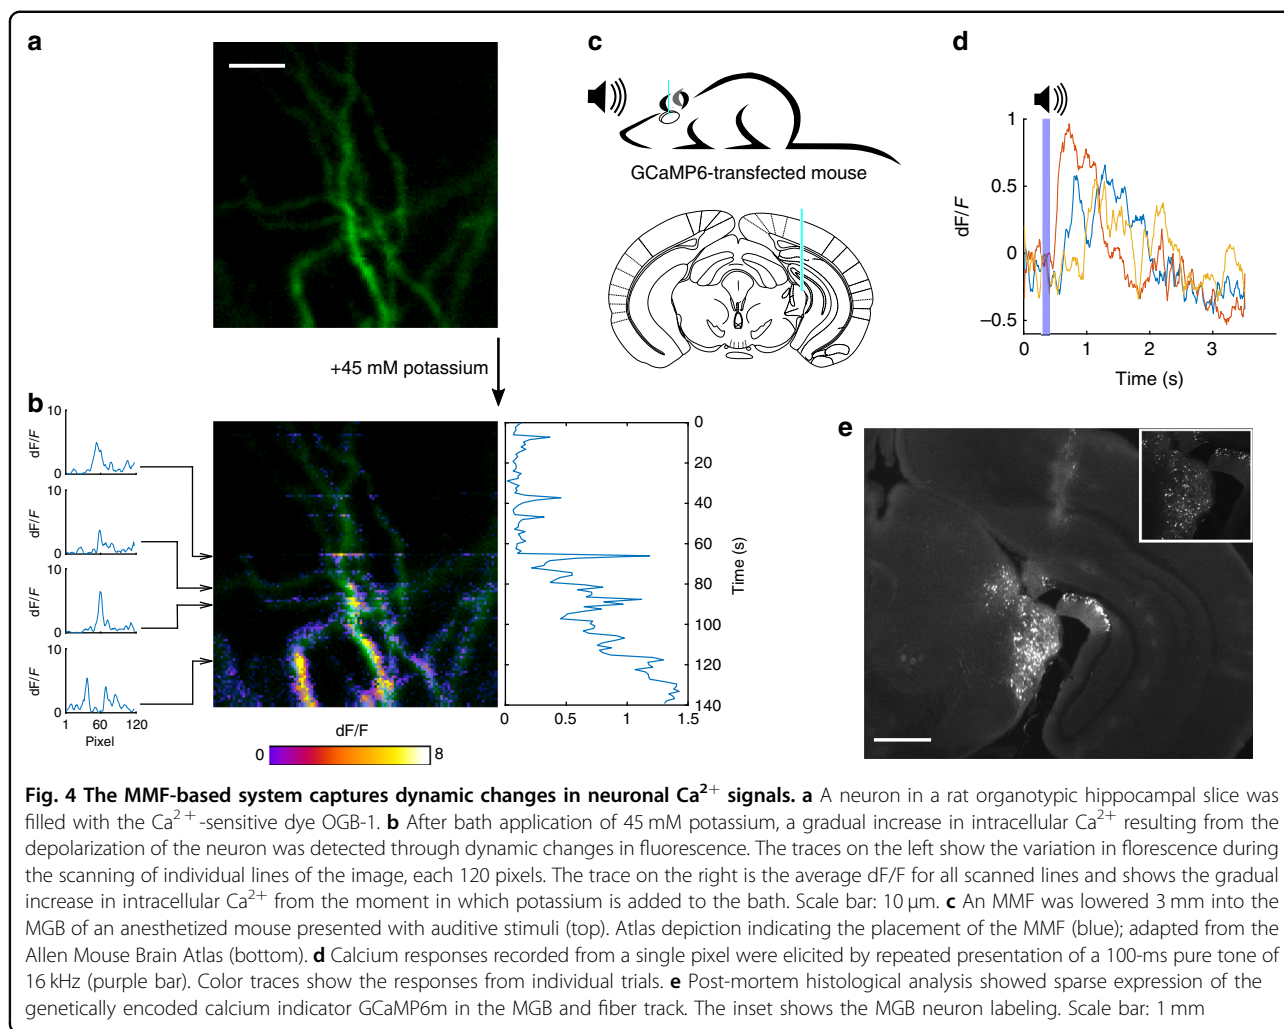 a
c
d
GCaMP6-transfected mouse
dF/F
1
0.5
0
–0.5
0
1
2
3
Time (s)
+45 mM potassium
b
10
dF/F
0
10
dF/F
0
10
dF/F
0
10
dF/F
0
1
60
120
Pixel
dF/F
0
8
0
20
40
60
80
100
120
140
Time (s)
0
0.5
1
1.5
e
Fig. 4 The MMF-based system captures dynamic changes in neuronal Ca2+ signals. a A neuron in a rat organotypic hippocampal slice was
filled with the Ca2+-sensitive dye OGB-1. b After bath application of 45 mM potassium, a gradual increase in intracellular Ca2+ resulting from the
depolarization of the neuron was detected through dynamic changes in fluorescence. The traces on the left show the variation in florescence during
the scanning of individual lines of the image, each 120 pixels. The trace on the right is the average dF/F for all scanned lines and shows the gradual
increase in intracellular Ca2+ from the moment in which potassium is added to the bath. Scale bar: 10 µm. c An MMF was lowered 3 mm into the
MGB of an anesthetized mouse presented with auditive stimuli (top). Atlas depiction indicating the placement of the MMF (blue); adapted from the
Allen Mouse Brain Atlas (bottom). d Calcium responses recorded from a single pixel were elicited by repeated presentation of a 100-ms pure tone of
16 kHz (purple bar). Color traces show the responses from individual trials. e Post-mortem histological analysis showed sparse expression of the
genetically encoded calcium indicator GCaMP6m in the MGB and fiber track. The inset shows the MGB neuron labeling. Scale bar: 1 mm